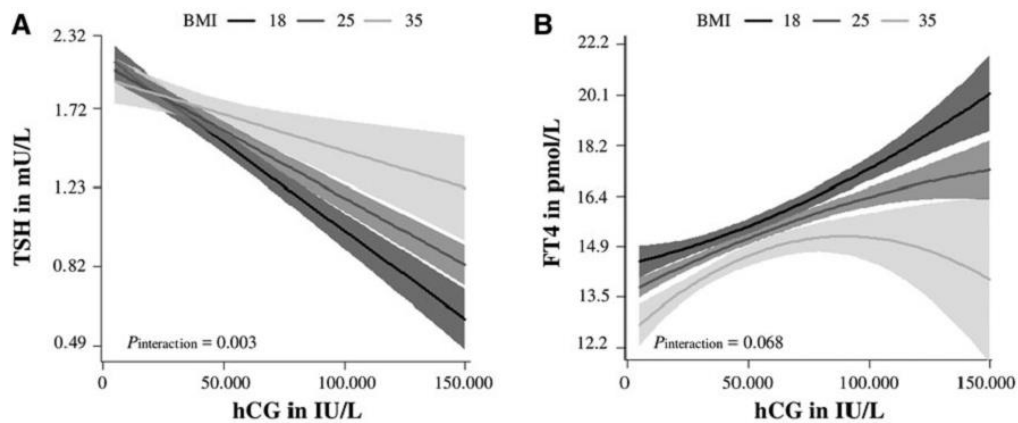 A
BMI 18 25 35
2.32
1.72
1.23
0.82
0.49
TSH in mU/L
Pinteraction = 0.003
0 50.000 100.000 150.000
hCG in IU/L
B
BMI 18 25 35
22.2
20.1
18.2
16.4
14.9
13.5
12.2
FT4 in pmol/L
Pinteraction = 0.068
0 50.000 100.000 150.000
hCG in IU/L